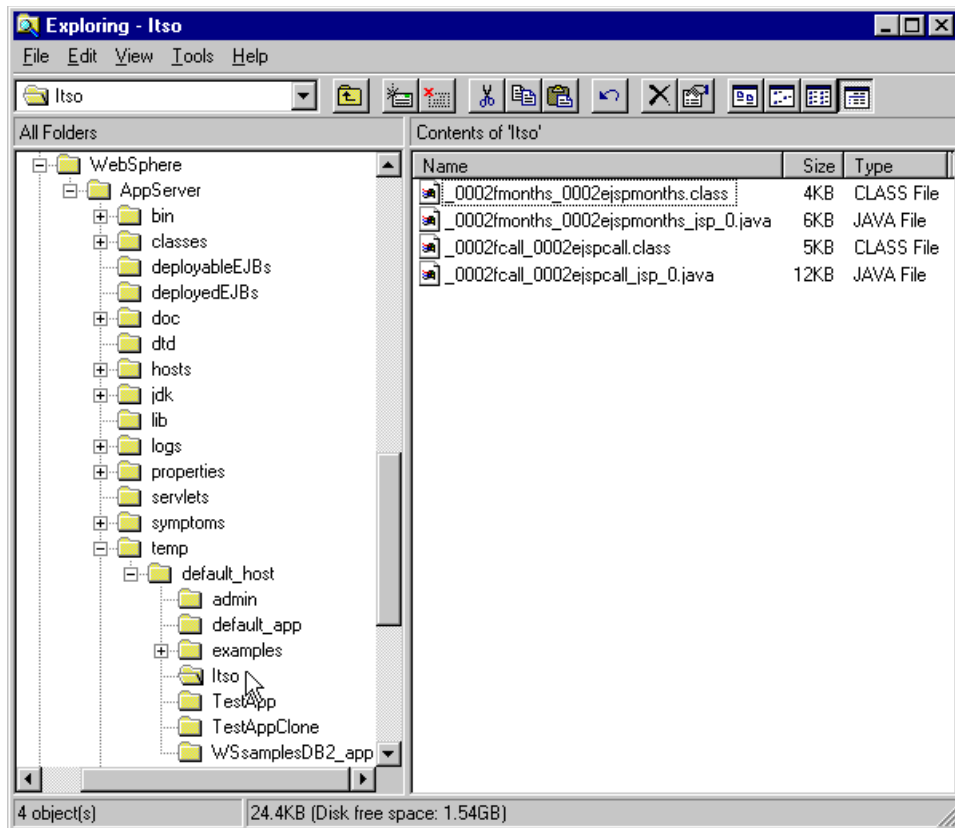 Exploring - Itso
File Edit View Tools Help
Itso
All Folders
Contents of 'Itso'
WebSphere
AppServer
bin
classes
deployableEJBs
deployedEJBs
doc
dtd
hosts
jdk
lib
logs
properties
servlets
symptoms
temp
default_host
admin
default_app
examples
Itso
TestApp
TestAppClone
WSsamplesDB2_app
Name Size Type
_0002fmonths_0002ejspmonths.class 4KB CLASS File
_0002fmonths_0002ejspmonths_jsp_0.java 6KB JAVA File
_0002fcall_0002ejspcall.class 5KB CLASS File
_0002fcall_0002ejspcall_jsp_0.java 12KB JAVA File
4 object(s) 24.4KB (Disk free space: 1.54GB)